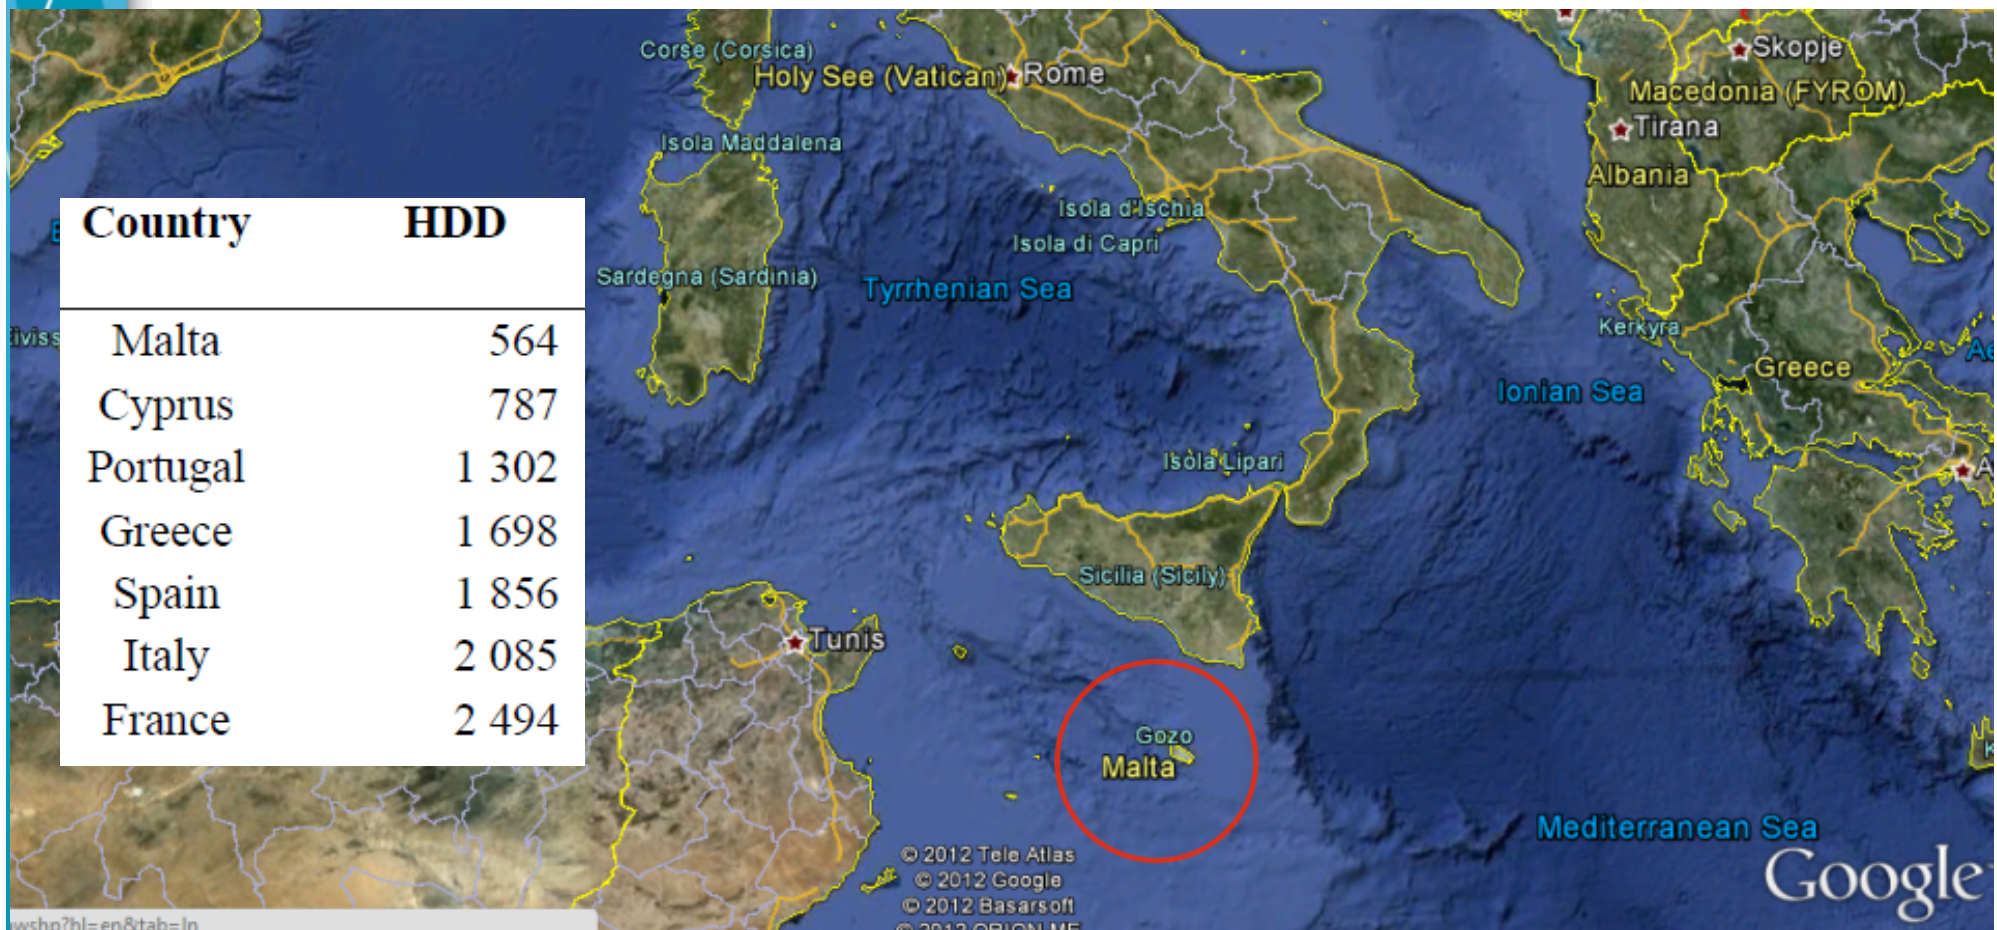 Corse (Corsica)
Holy See (Vatican)
Rome
Skopje
Macedonia (FYROM)
Tirana
Albania
Isola Maddalena
Isola d'Ischia
Isola di Capri
Sardegna (Sardinia)
Tyrrhenian Sea
Kerkyra
Greece
Ionian Sea
Isola Lipari
Sicilia (Sicily)
Tunis
Gozo
Malta
Mediterranean Sea
Country HDD
Malta 564
Cyprus 787
Portugal 1 302
Greece 1 698
Spain 1 856
Italy 2 085
France 2 494
© 2012 Tele Atlas
© 2012 Google
© 2012 Basarsoft
Google